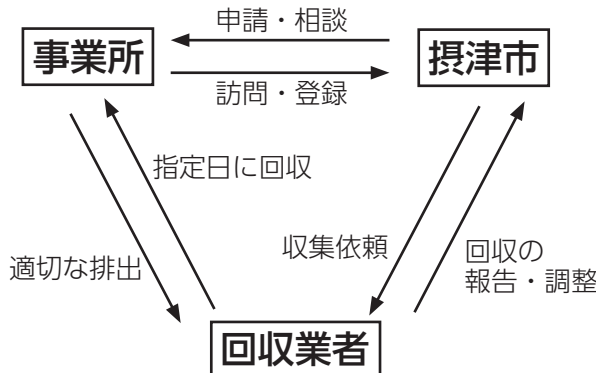 申請・相談
事業所
摂津市
訪問・登録
指定日に回収
収集依頼
適切な排出
回収の
報告・調整
回収業者